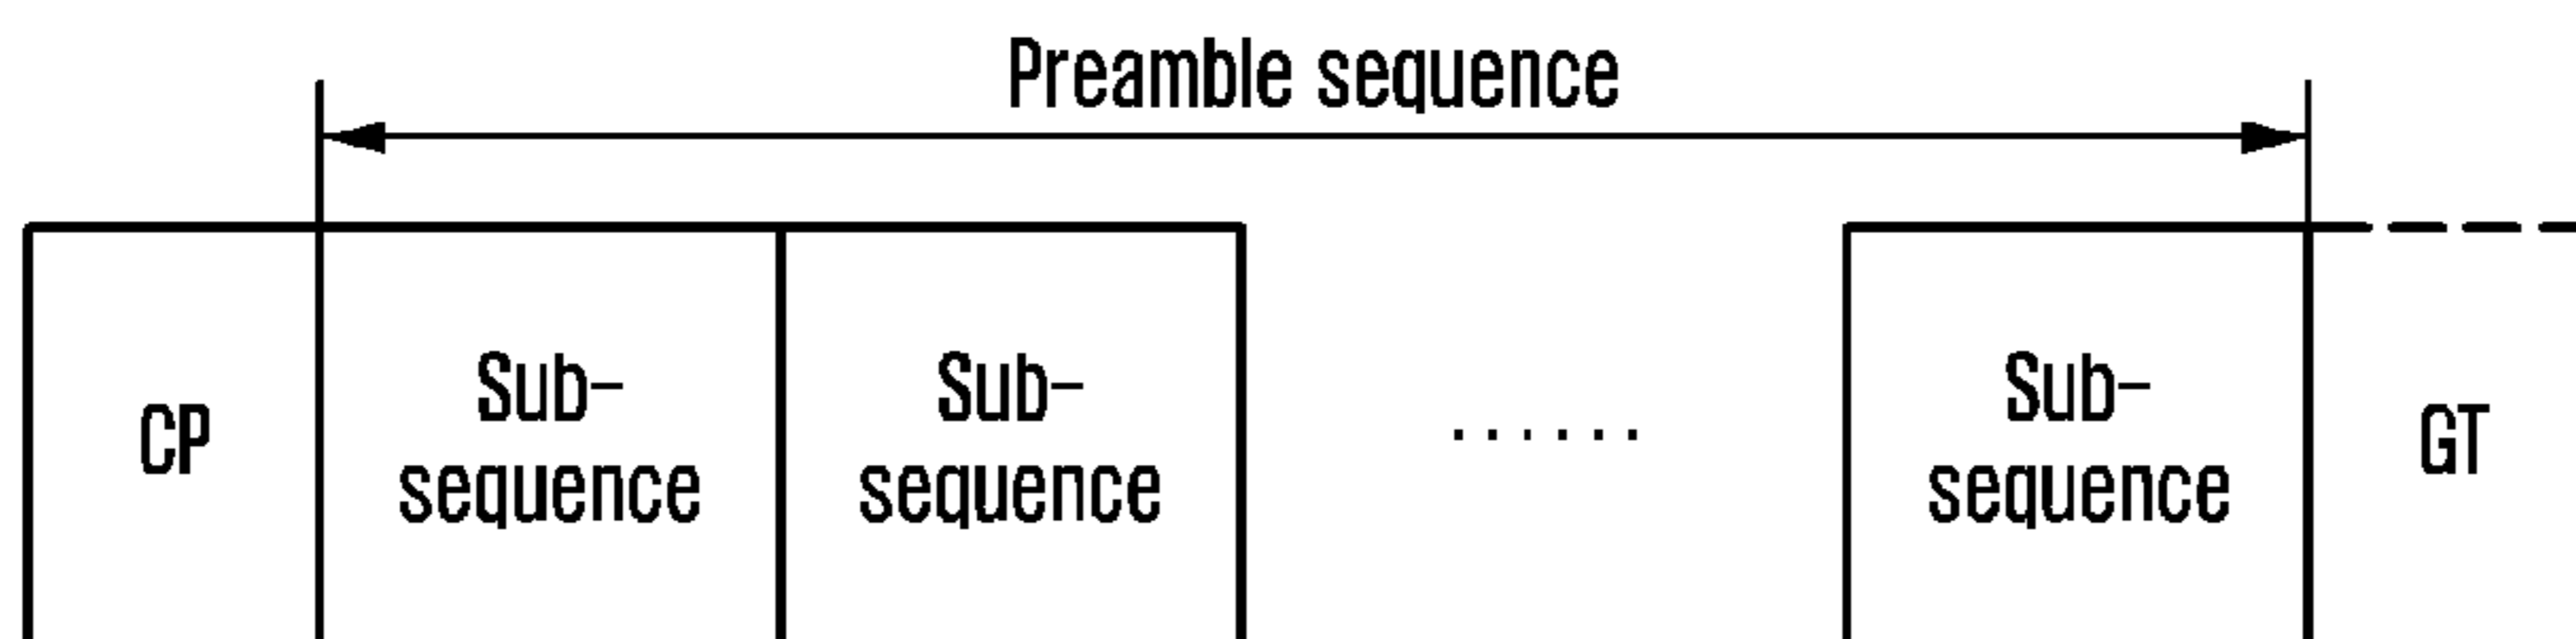 Preamble sequence
CP
Sub-
sequence
Sub-
sequence
......
Sub-
sequence
GT